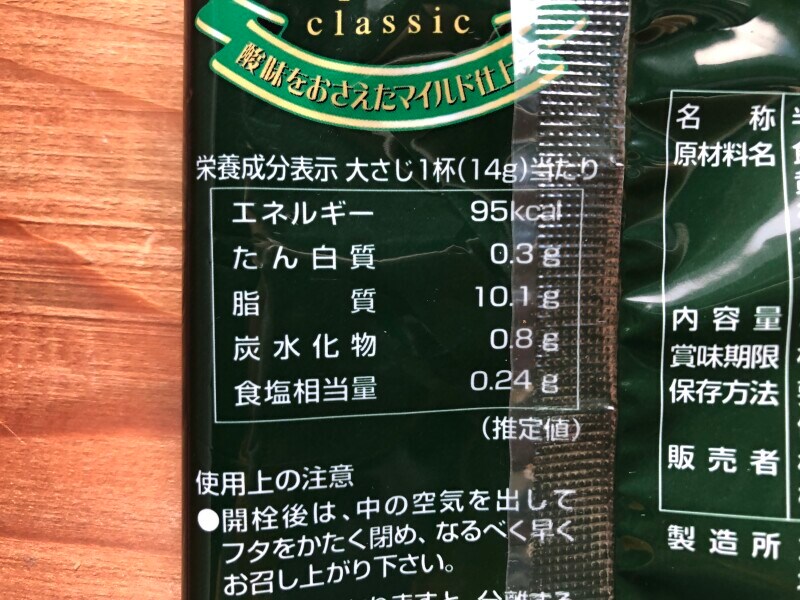 classic
酸味をおさえたマイルド仕上
栄養成分表示 大さじ1杯(14g)当たり
エネルギー 95kcal
たん白質 0.3g
脂質 10.1g
炭水化物 0.8g
食塩相当量 0.24g
(推定値)
使用上の注意
●開栓後は、中の空気を出して
フタをかたく閉め、なるべく早く
お召し上がり下さい。
名称
原材料名
内容量
賞味期限
保存方法
販売者
製造所